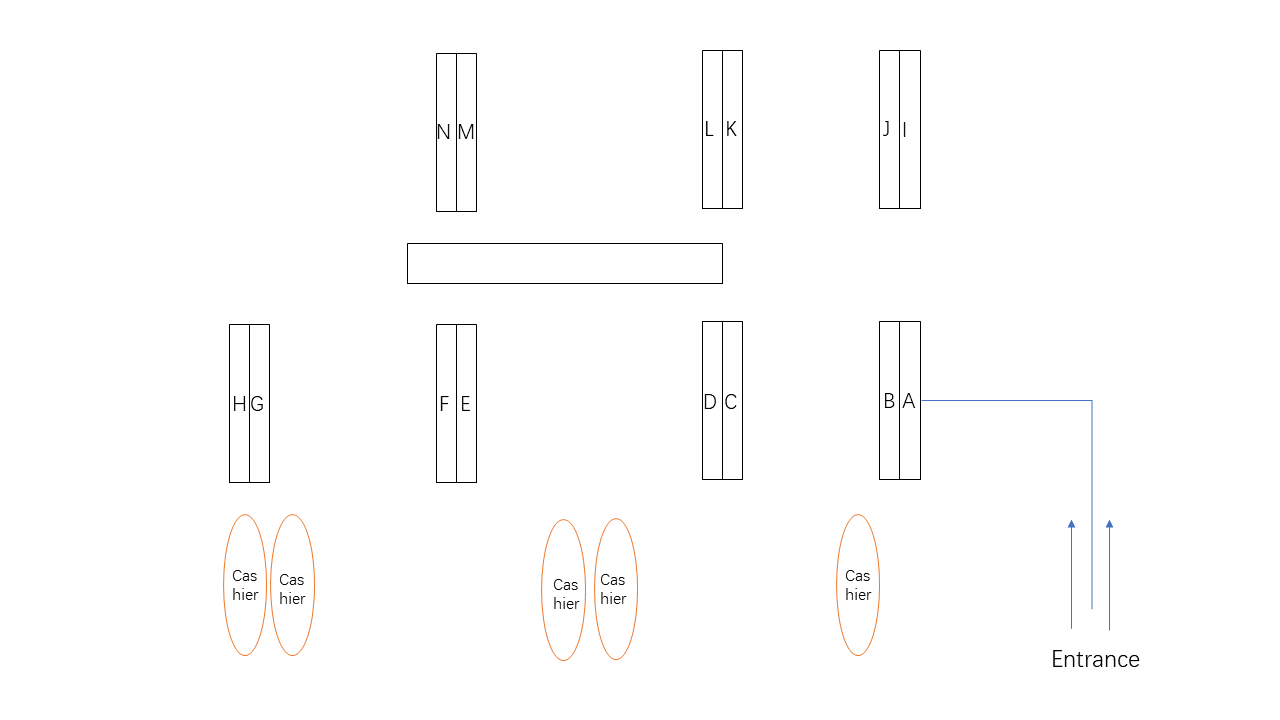 N M
L K
J I
H G
F E
D C
B A
Cas
hier
Cas
hier
Cas
hier
Cas
hier
Cas
hier
Entrance